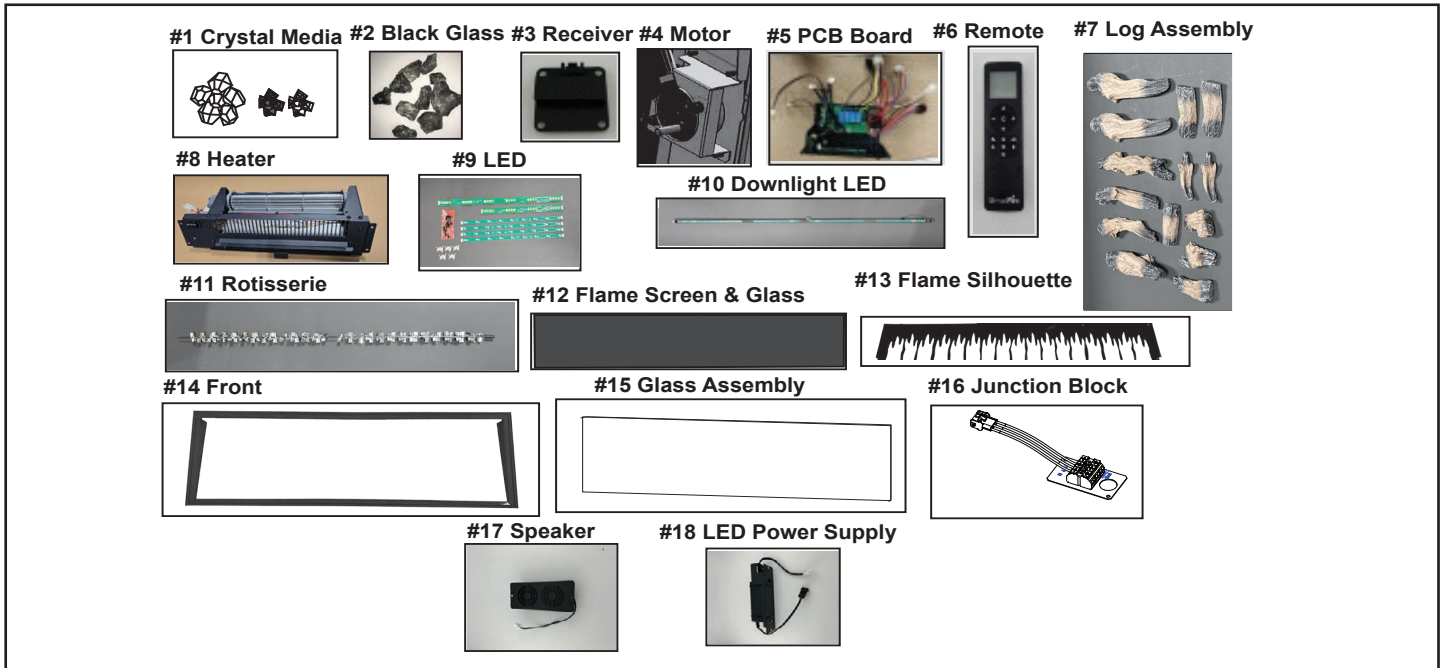 #1 Crystal Media
#2 Black Glass
#3 Receiver
#4 Motor
#5 PCB Board
#6 Remote
#7 Log Assembly
#8 Heater
#9 LED
#10 Downlight LED
#11 Rotisserie
#12 Flame Screen & Glass
#13 Flame Silhouette
#14 Front
#15 Glass Assembly
#16 Junction Block
#17 Speaker
#18 LED Power Supply